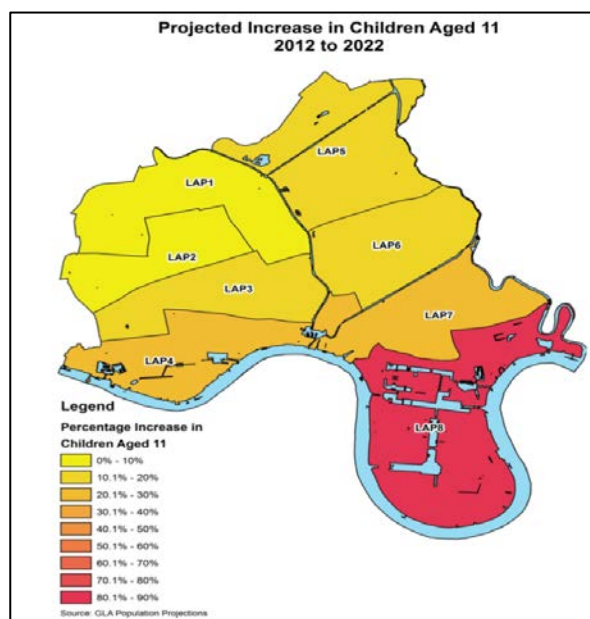 Projected Increase in Children Aged 11
2012 to 2022
LAP5
LAP1
LAP2
LAP6
LAP3
LAP7
LAP4
LAP8
Legend
Percentage Increase in
Children Aged 11
0% - 10%
10.1% - 20%
20.1% - 30%
30.1% - 40%
40.1% - 50%
50.1% - 60%
60.1% - 70%
70.1% - 80%
80.1% - 90%
Source: GLA Population Projections